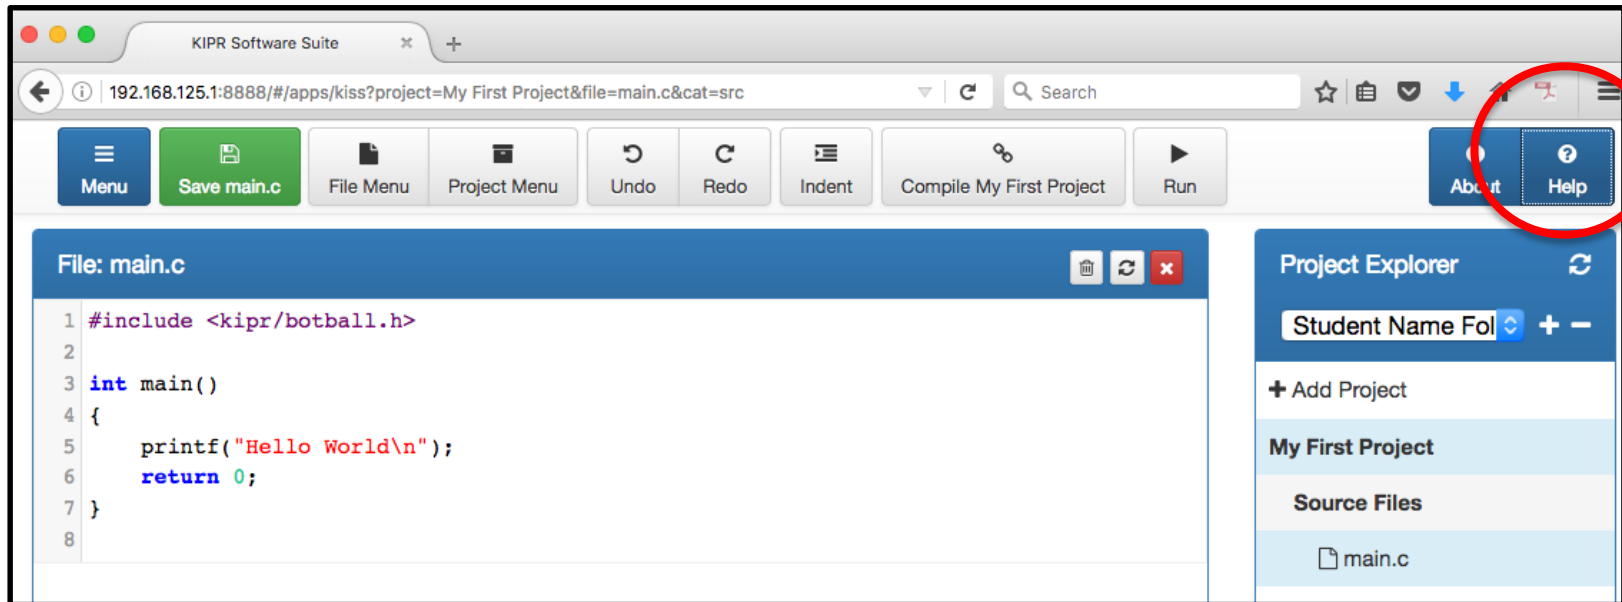 KIPR Software Suite
192.168.125.1:8888/#/apps/kiss?project=My First Project&file=main.c&cat=src
Search
Menu
Save main.c
File Menu
Project Menu
Undo
Redo
Indent
Compile My First Project
Run
About
Help
File: main.c
1 #include <kipr/botball.h>
2
3 int main()
4 {
5     printf("Hello World\n");
6     return 0;
7 }
8
Project Explorer
Student Name Fol
Add Project
My First Project
Source Files
main.c